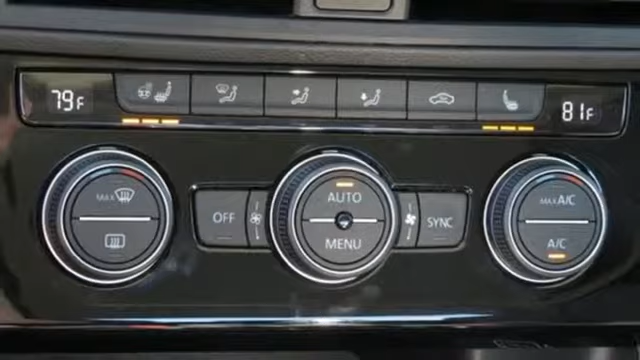 79F
81F
MAX
OFF
AUTO
MENU
SYNC
MAX A/C
A/C